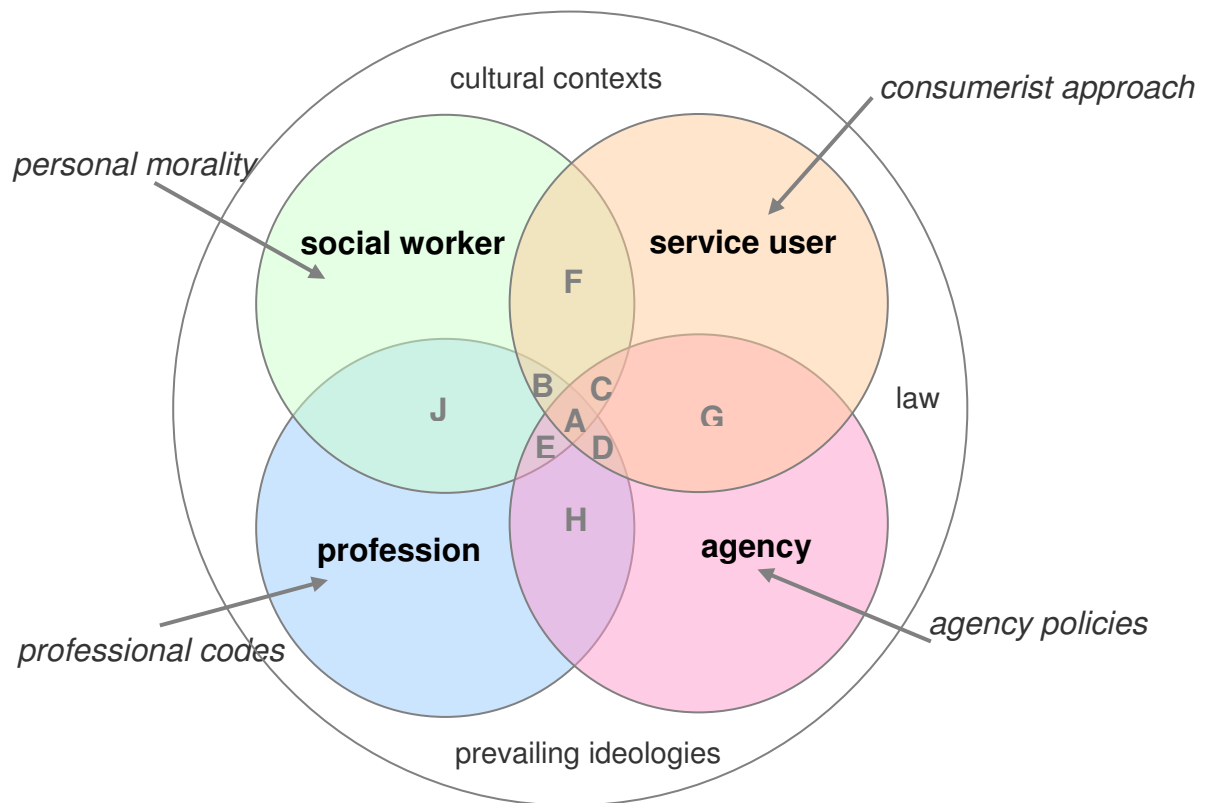 cultural contexts
consumerist approach
personal morality
social worker
service user
F
B
C
law
J
A
G
E
D
H
profession
agency
agency policies
professional codes
prevailing ideologies